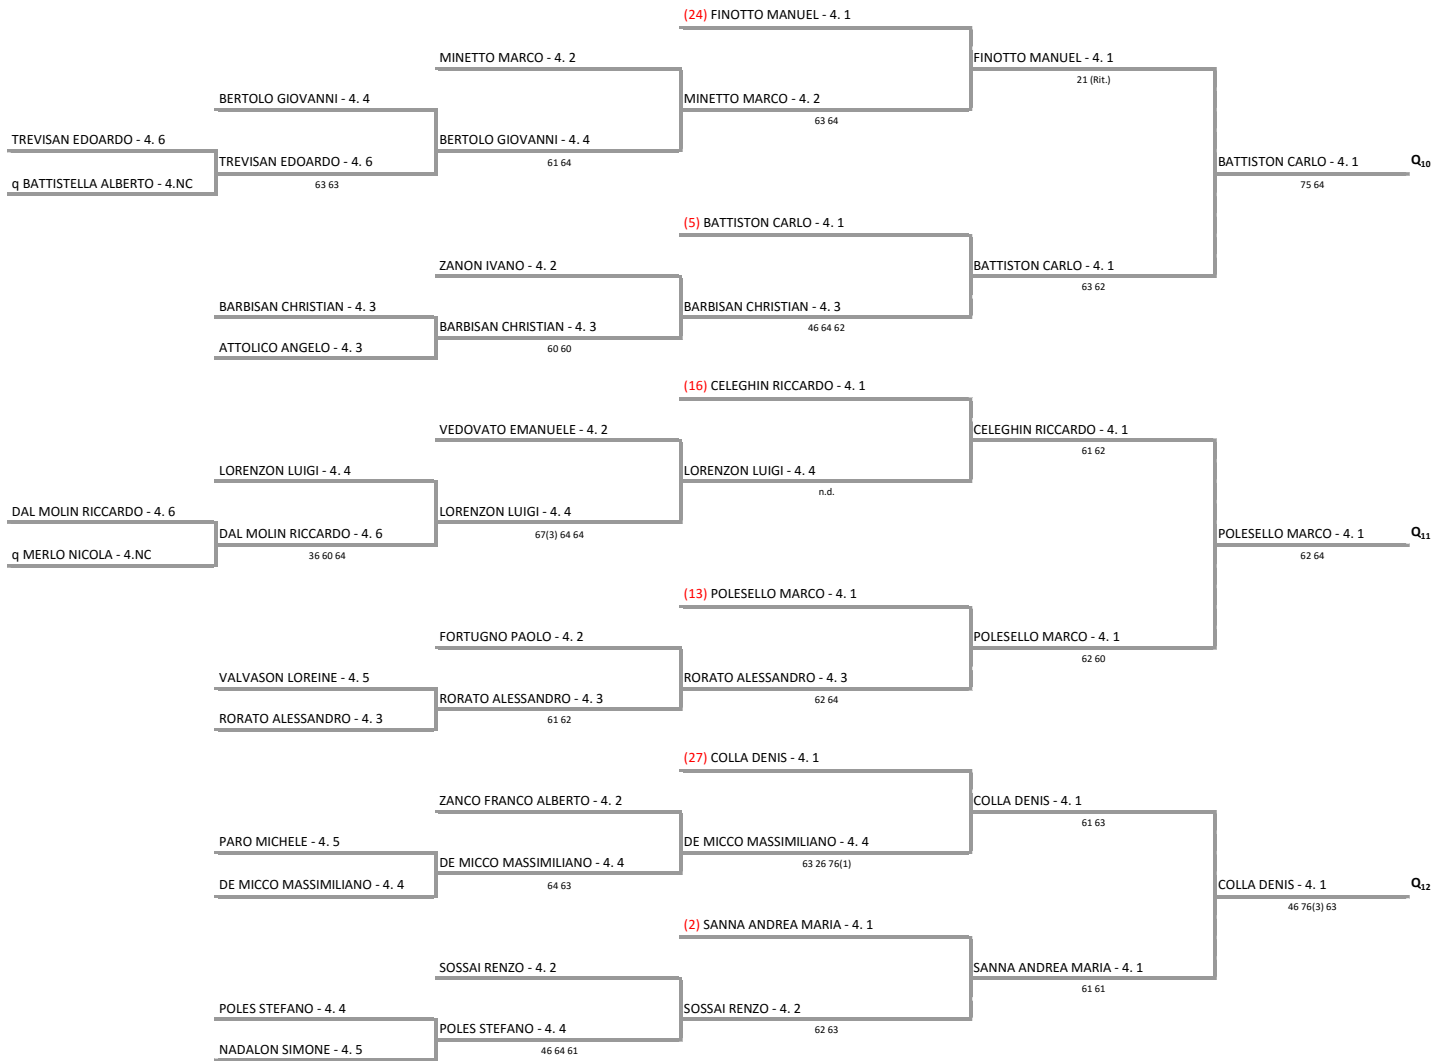 (24) FINOTTO MANUEL - 4. 1
MINETTO MARCO - 4. 2
FINOTTO MANUEL - 4. 1
21 (Rit.)
BERTOLO GIOVANNI - 4. 4
MINETTO MARCO - 4. 2
63 64
TREVISAN EDOARDO - 4. 6
BERTOLO GIOVANNI - 4. 4
61 64
TREVISAN EDOARDO - 4. 6
63 63
BATTISTON CARLO - 4. 1
75 64
Q10
q BATTISTELLA ALBERTO - 4.NC
(5) BATTISTON CARLO - 4. 1
ZANON IVANO - 4. 2
BATTISTON CARLO - 4. 1
63 62
BARBISAN CHRISTIAN - 4. 3
BARBISAN CHRISTIAN - 4. 3
46 64 62
BARBISAN CHRISTIAN - 4. 3
60 60
ATTOLICO ANGELO - 4. 3
(16) CELEGHIN RICCARDO - 4. 1
VEDOVATO EMANUELE - 4. 2
CELEGHIN RICCARDO - 4. 1
61 62
LORENZON LUIGI - 4. 4
LORENZON LUIGI - 4. 4
n.d.
DAL MOLIN RICCARDO - 4. 6
LORENZON LUIGI - 4. 4
67(3) 64 64
DAL MOLIN RICCARDO - 4. 6
36 60 64
POLESELLO MARCO - 4. 1
62 64
Q11
q MERLO NICOLA - 4.NC
(13) POLESELLO MARCO - 4. 1
FORTUGNO PAOLO - 4. 2
POLESELLO MARCO - 4. 1
62 60
VALVASON LOREINE - 4. 5
RORATO ALESSANDRO - 4. 3
62 64
RORATO ALESSANDRO - 4. 3
61 62
RORATO ALESSANDRO - 4. 3
(27) COLLA DENIS - 4. 1
ZANCO FRANCO ALBERTO - 4. 2
COLLA DENIS - 4. 1
61 63
PARO MICHELE - 4. 5
DE MICCO MASSIMILIANO - 4. 4
63 26 76(1)
DE MICCO MASSIMILIANO - 4. 4
64 63
DE MICCO MASSIMILIANO - 4. 4
COLLA DENIS - 4. 1
46 76(3) 63
Q12
(2) SANNA ANDREA MARIA - 4. 1
SOSSAI RENZO - 4. 2
SANNA ANDREA MARIA - 4. 1
61 61
POLES STEFANO - 4. 4
SOSSAI RENZO - 4. 2
62 63
POLES STEFANO - 4. 4
46 64 61
NADALON SIMONE - 4. 5